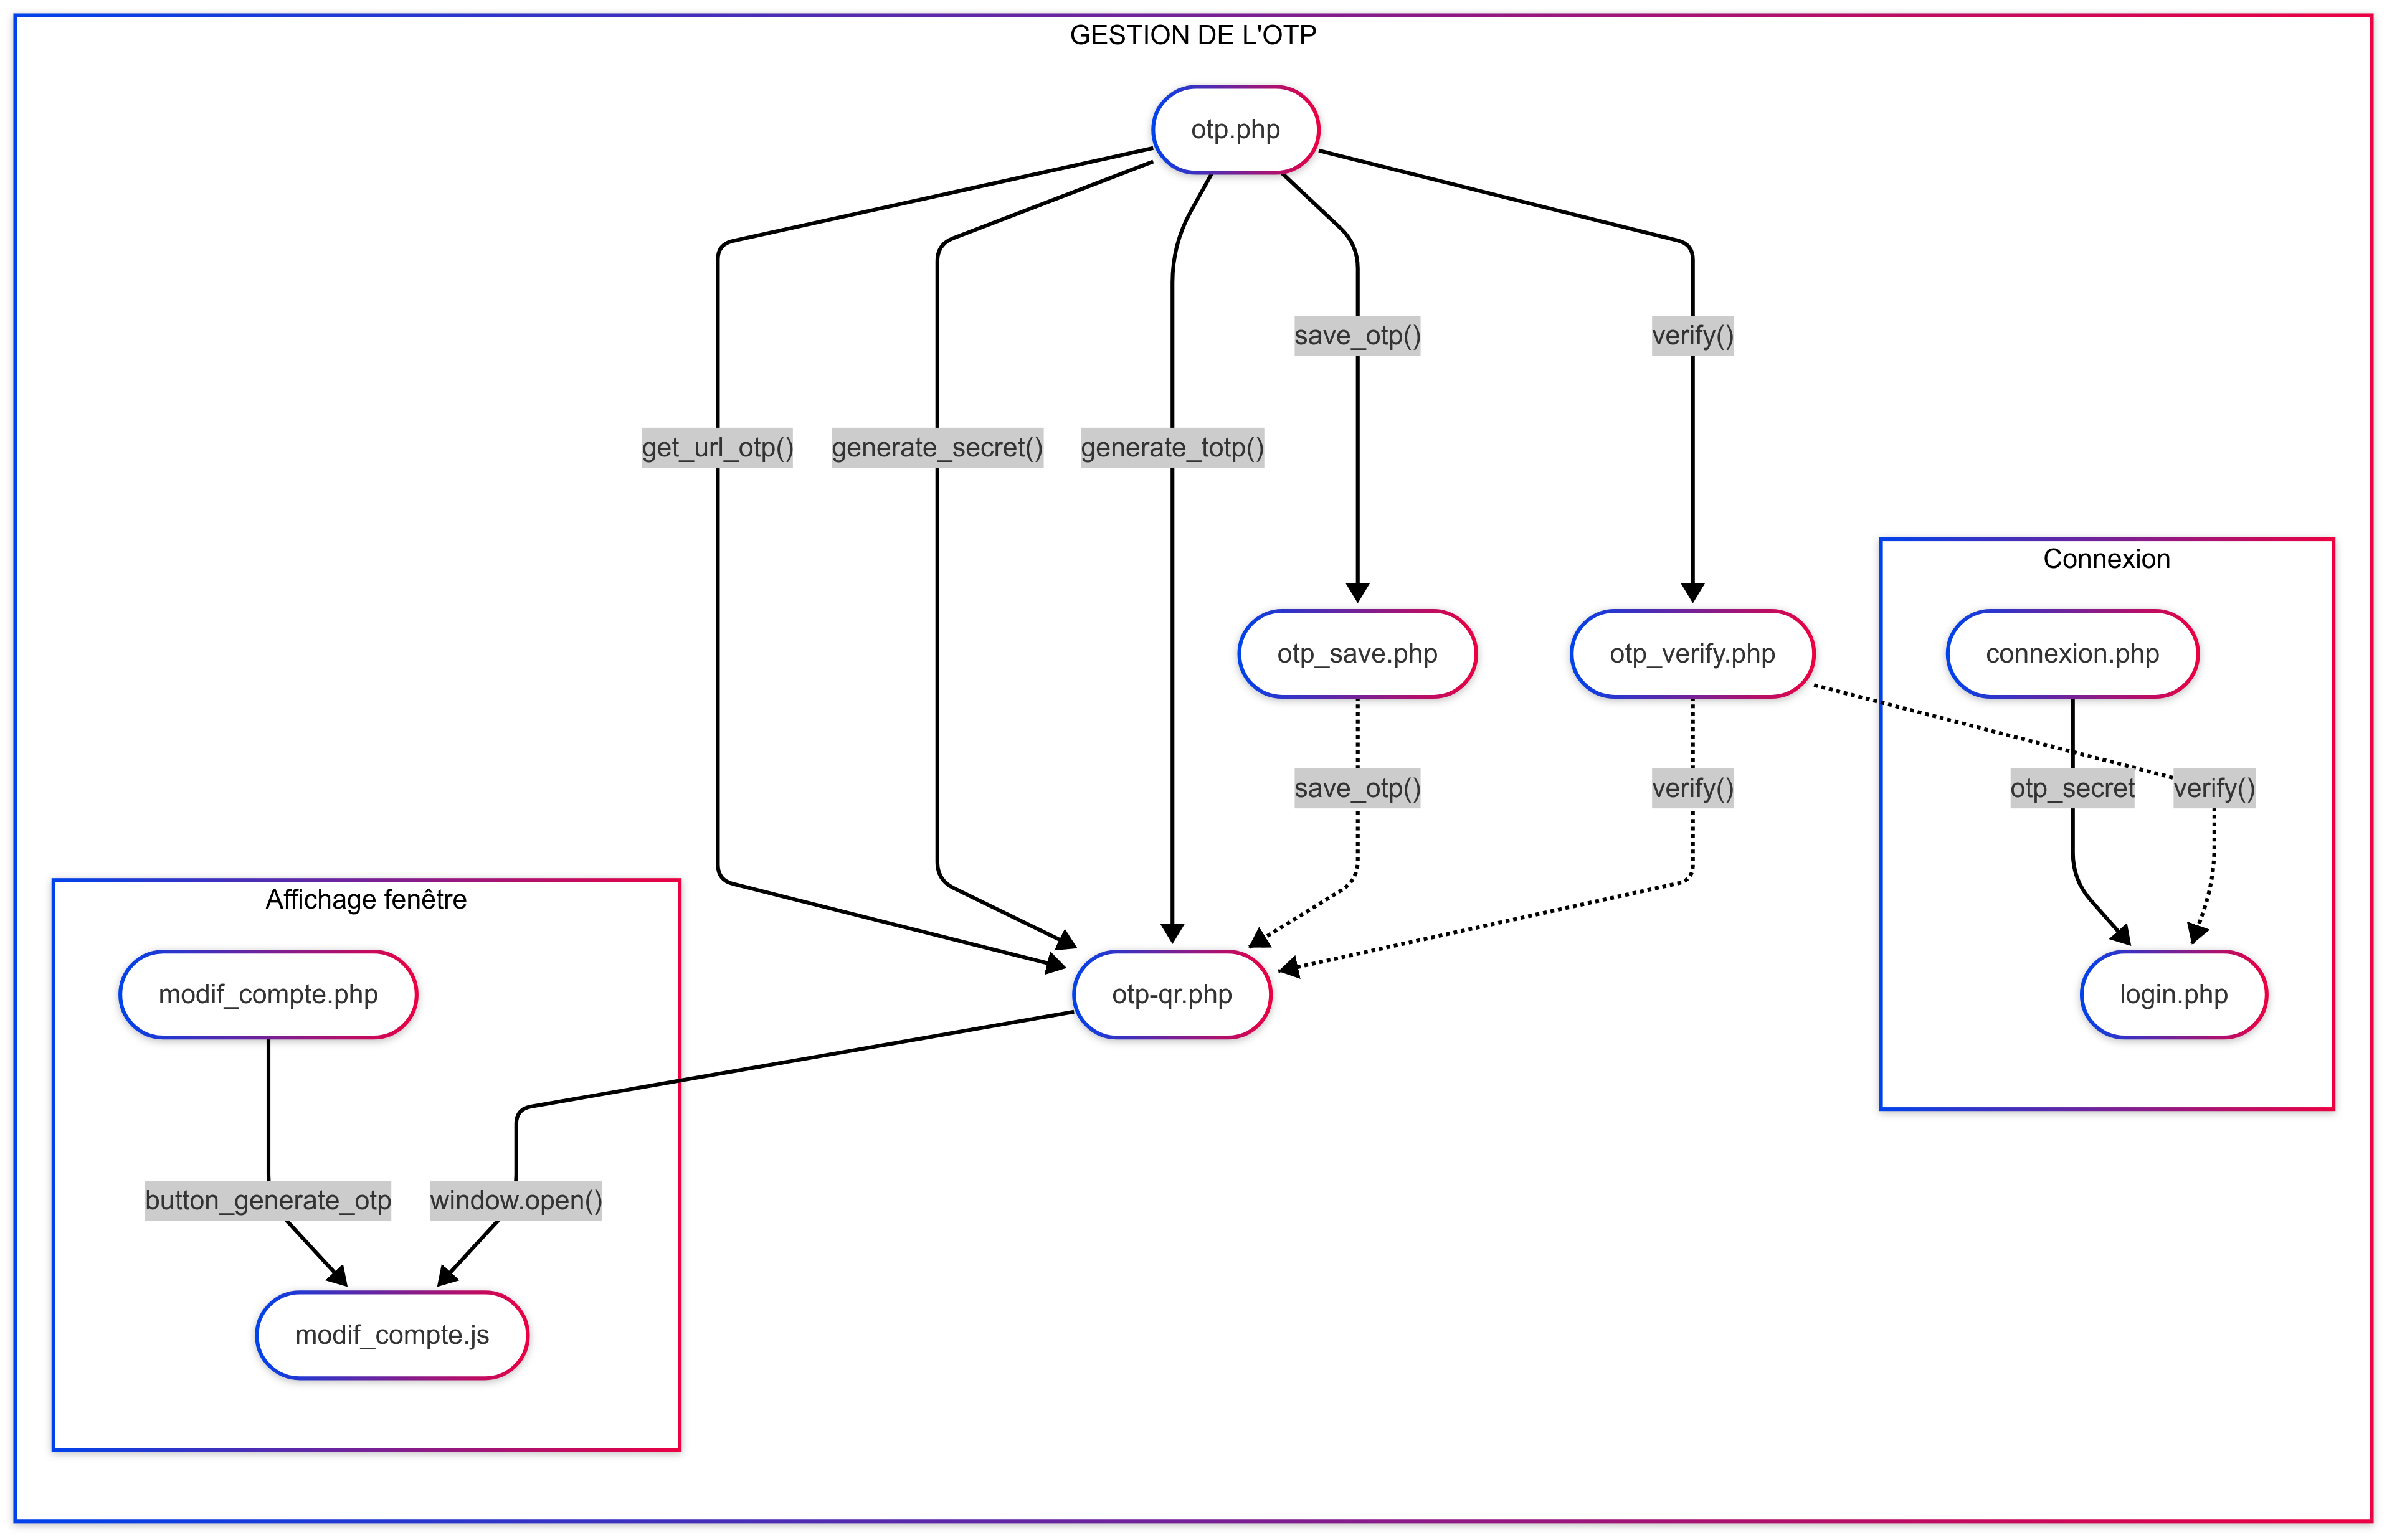 GESTION DE L'OTP
otp.php
save_otp()
verify()
get_url_otp()
generate_secret()
generate_totp()
Connexion
otp_save.php
otp_verify.php
connexion.php
save_otp()
verify()
otp_secret
verify()
Affichage fenêtre
modif_compte.php
otp-qr.php
login.php
button_generate_otp
window.open()
modif_compte.js